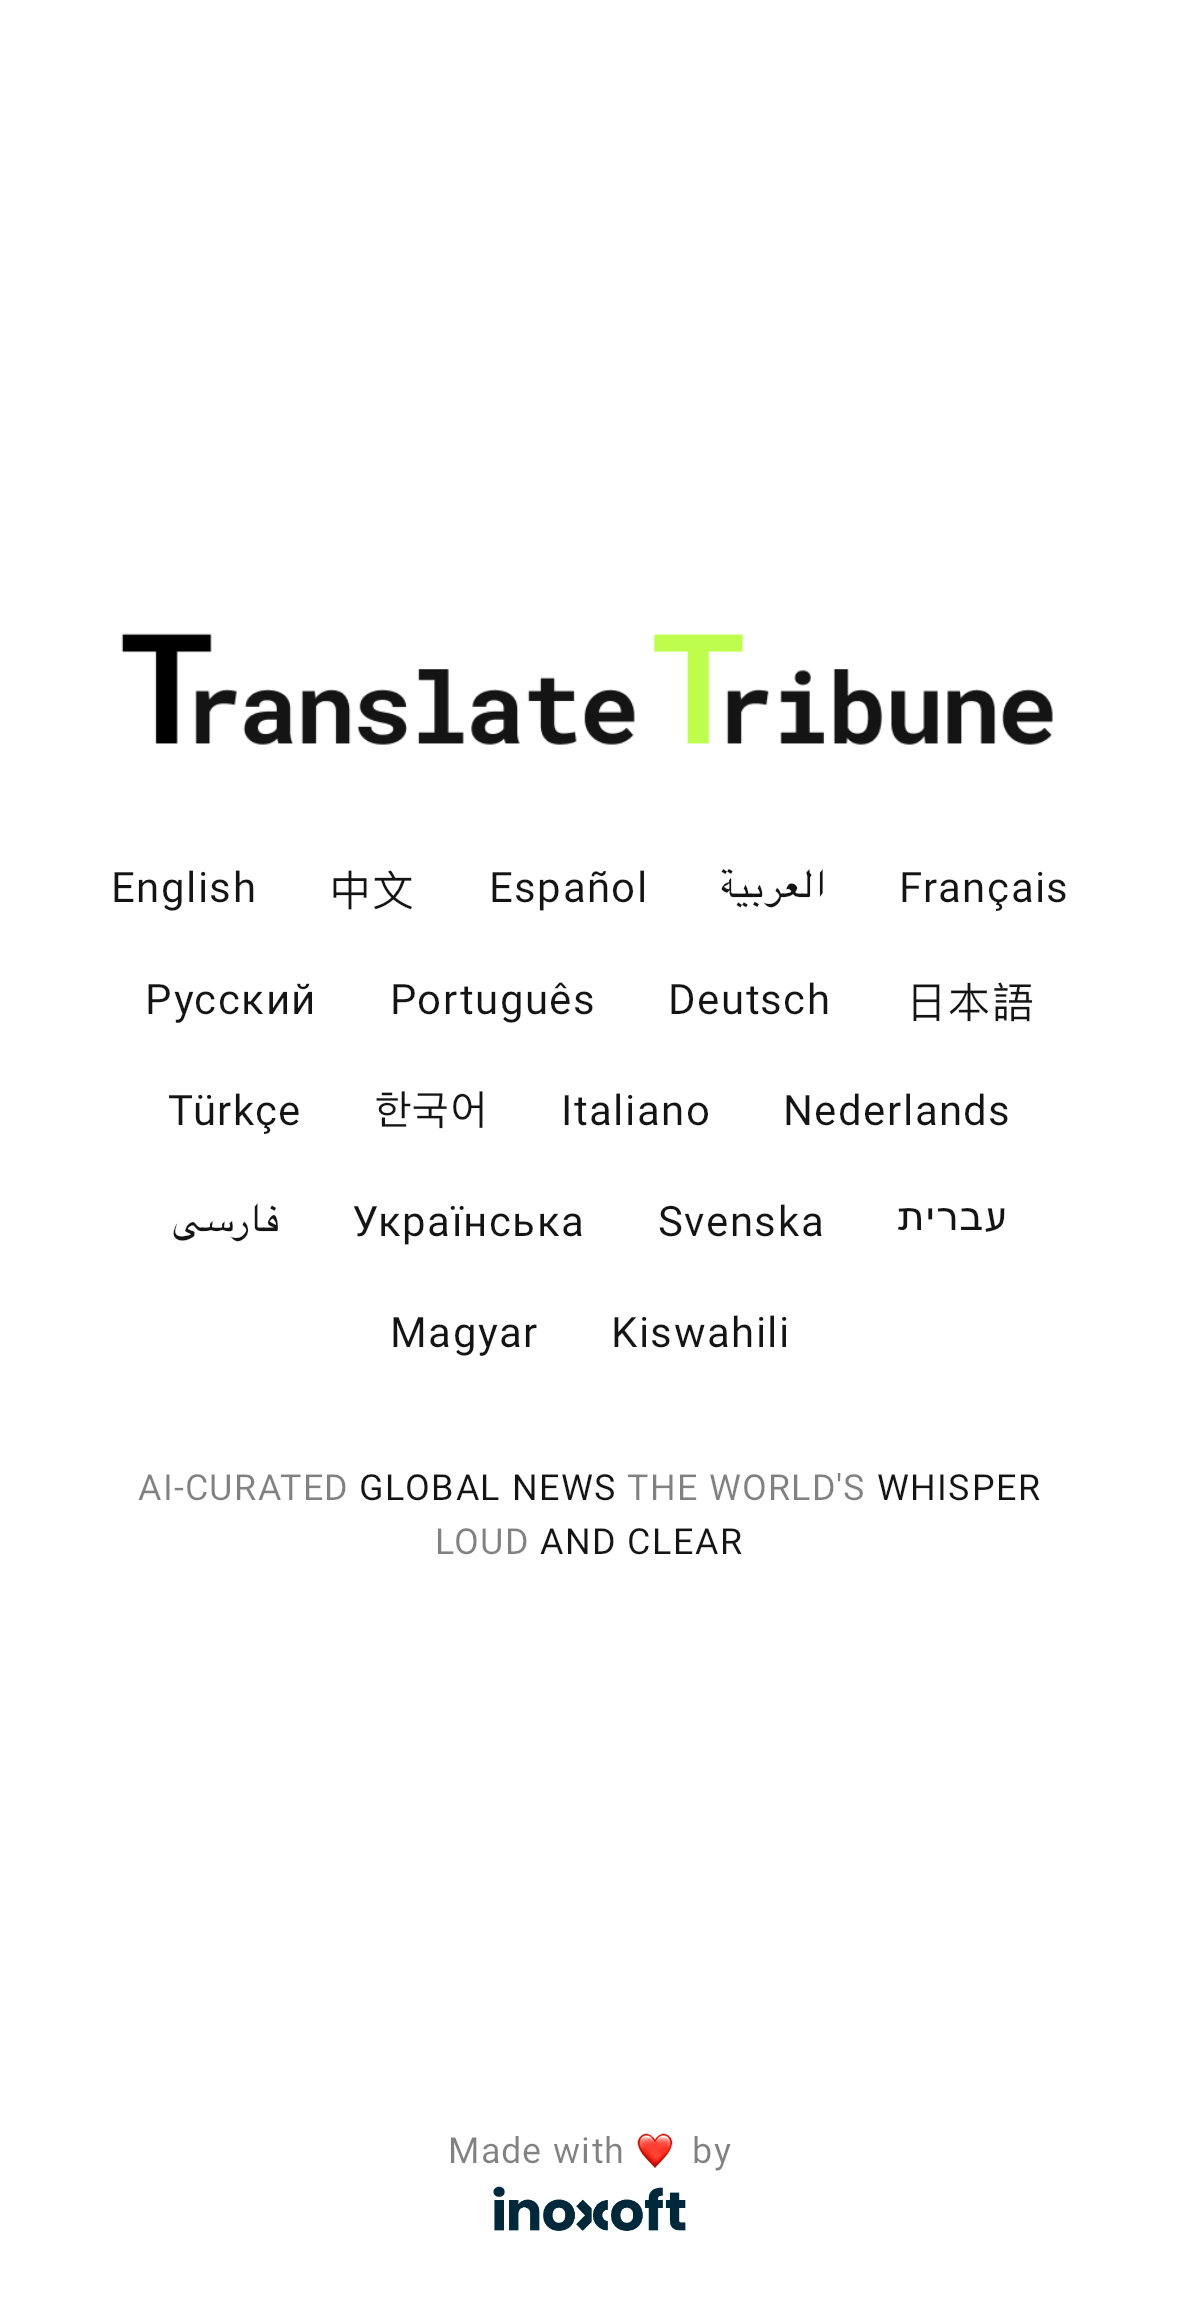 Translate Tribune
English 中文 Español العربية Français
Русский Português Deutsch 日本語
Türkçe 한국어 Italiano Nederlands
فارسی Українська Svenska עברית
Magyar Kiswahili
AI-CURATED GLOBAL NEWS THE WORLD'S WHISPER
LOUD AND CLEAR
Made with ❤️ by
inoxoft